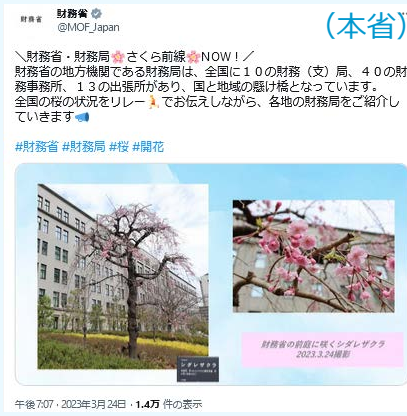 財務省
財務省
@MOF_Japan
（本省）
＼財務省・財務局🌸さくら前線🌸NOW！／
財務省の地方機関である財務局は、全国に１０の財務（支）局、４０の財
務事務所、１３の出張所があり、国と地域の懸け橋となっています。
全国の桜の状況をリレー🏃でお伝えしながら、各地の財務局をご紹介し
ていきます📣
#財務省 #財務局 #桜 #開花
シダレザクラ
財務省の前庭に咲くシダレザクラ
2023.3.24撮影
午後7:07 · 2023年3月24日 · 1.4万 件の表示